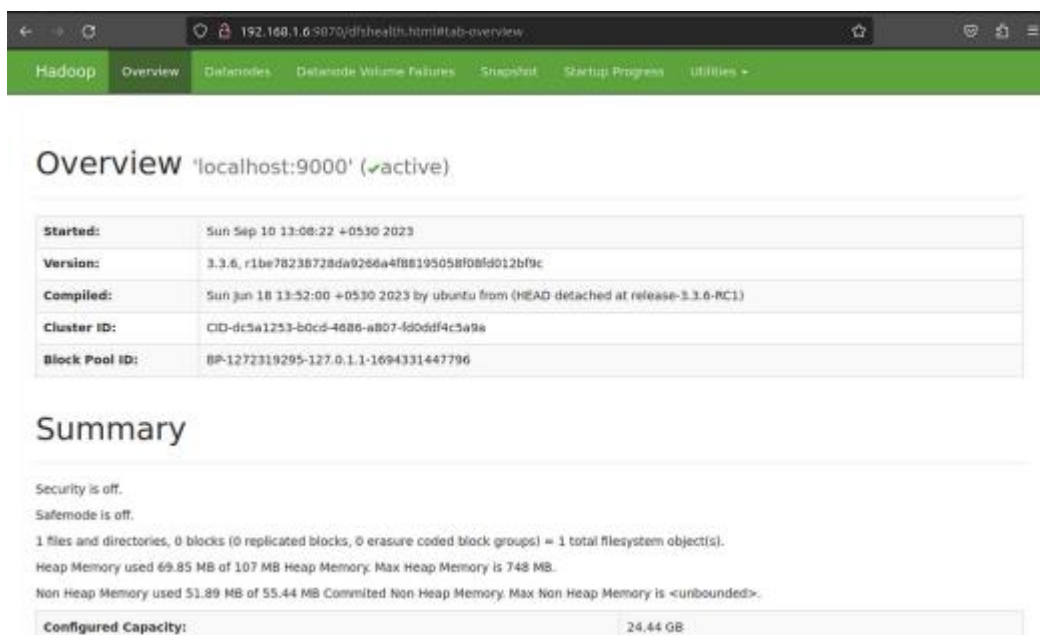 192.168.1.6:9870/dfshealth.html#tab-overview
Hadoop Overview Datanodes Datanode Volume Failures Snapshot Startup Progress Utilities
Overview 'localhost:9000' (✔active)
Started: Sun Sep 10 13:08:22 +0530 2023
Version: 3.3.6, r1be78238728da9266a4f88195058f08fd012bf9c
Compiled: Sun Jun 18 13:52:00 +0530 2023 by ubuntu from (HEAD detached at release-3.3.6-RC1)
Cluster ID: CID-dc5a1253-b0cd-4686-a807-fd0ddf4c5a9a
Block Pool ID: BP-1272319295-127.0.1.1-1694331447796
Summary
Security is off.
Safemode is off.
1 files and directories, 0 blocks (0 replicated blocks, 0 erasure coded block groups) = 1 total filesystem object(s).
Heap Memory used 69.85 MB of 107 MB Heap Memory. Max Heap Memory is 748 MB.
Non Heap Memory used 51.89 MB of 55.44 MB Commited Non Heap Memory. Max Non Heap Memory is <unbounded>.
Configured Capacity: 24.44 GB